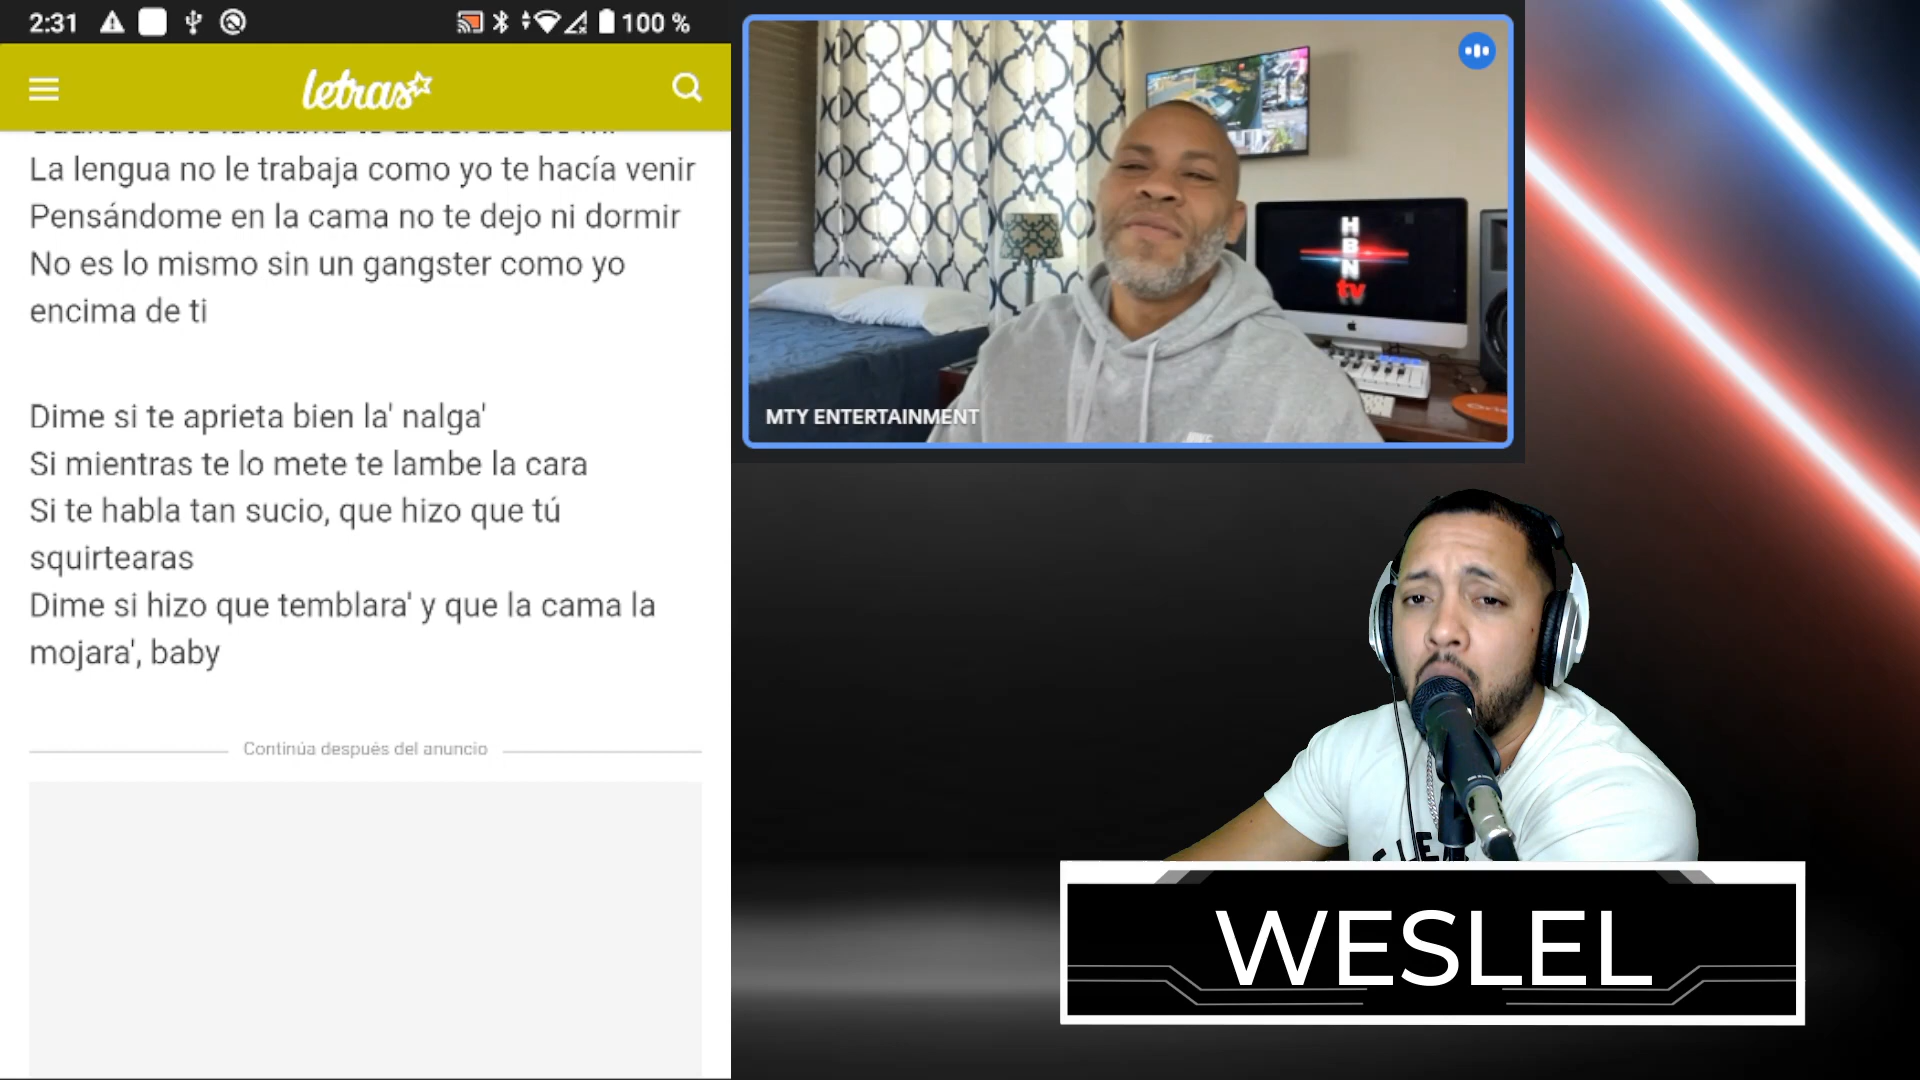 2:31
100 %
letras
La lengua no le trabaja como yo te hacía venir
Pensándome en la cama no te dejo ni dormir
No es lo mismo sin un gangster como yo
encima de ti
Dime si te aprieta bien la' nalga'
Si mientras te lo mete te lambe la cara
Si te habla tan sucio, que hizo que tú
squirtearas
Dime si hizo que temblara' y que la cama la
mojara', baby
Continúa después del anuncio
HBN
tv
MTY ENTERTAINMENT
WESLEL